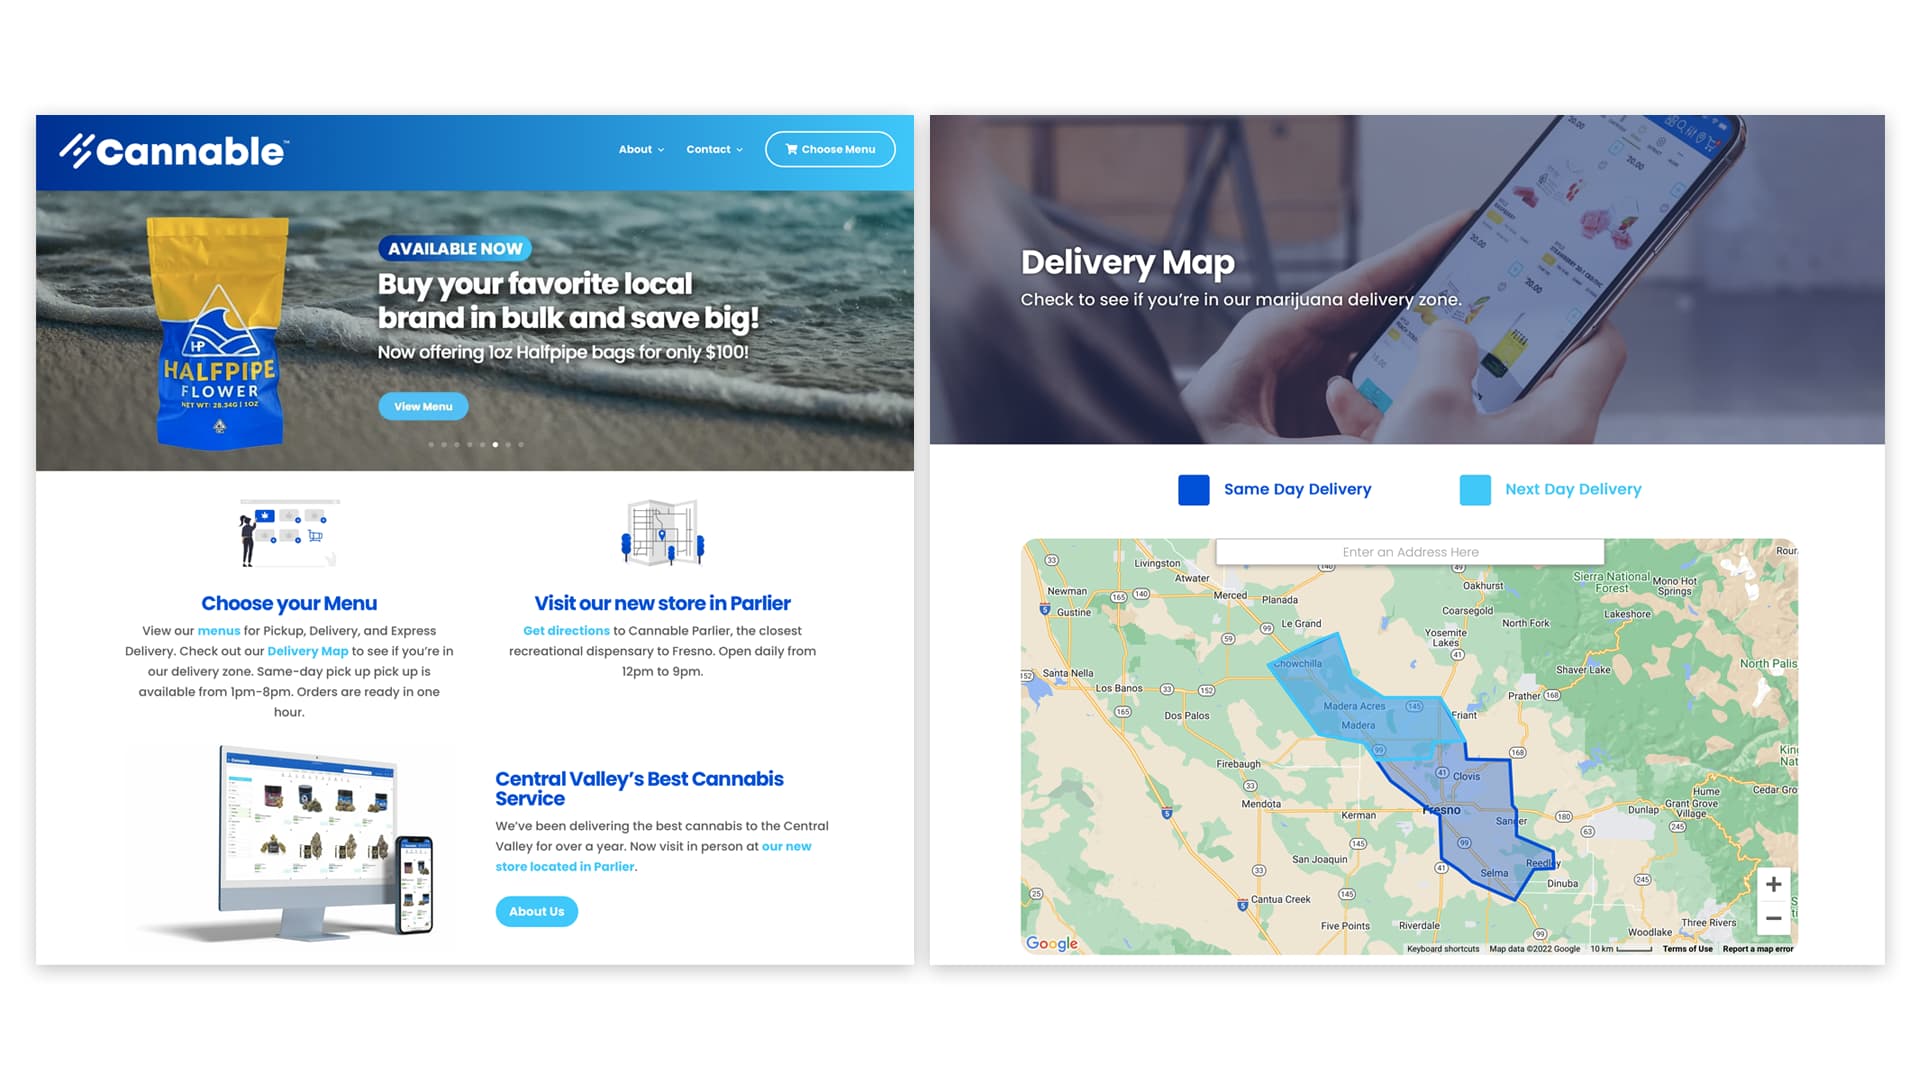 Cannable™
About
Contact
Choose Menu
AVAILABLE NOW
Buy your favorite local
brand in bulk and save big!
Now offering 1oz Halfpipe bags for only $100!
View Menu
HP
HALFPIPE
FLOWER
NET WT: 28.34G | 1OZ
Choose your Menu
View our menus for Pickup, Delivery, and Express
Delivery. Check out our Delivery Map to see if you’re in
our delivery zone. Same-day pick up pick up is
available from 1pm-8pm. Orders are ready in one
hour.
Visit our new store in Parlier
Get directions to Cannable Parlier, the closest
recreational dispensary to Fresno. Open daily from
12pm to 9pm.
Central Valley’s Best Cannabis
Service
We’ve been delivering the best cannabis to the Central
Valley for over a year. Now visit in person at our new
store located in Parlier.
About Us
Delivery Map
Check to see if you’re in our marijuana delivery zone.
20.00
20.00
20.00
20.00
Same Day Delivery
Next Day Delivery
Enter an Address Here
Livingston
Atwater
Newman
Gustine
Merced
Planada
Le Grand
Oakhurst
Coarsegold
North Fork
Yosemite
Lakes
Sierra National
Forest
Mono Hot
Springs
Lakeshore
Shaver Lake
North Palis
Santa Nella
Los Banos
Dos Palos
Chowchilla
Madera Acres
Madera
Friant
Prather
Firebaugh
Mendota
Kerman
Clovis
Fresno
Sanger
San Joaquin
Selma
Reedley
Dinuba
Dunlap
Hume
Grant Grove
Village
Cedar Gro
Cantua Creek
Five Points
Riverdale
Woodlake
Three Rivers
Google
Keyboard shortcuts
Map data ©2022 Google
10 km
Terms of Use
Report a map error